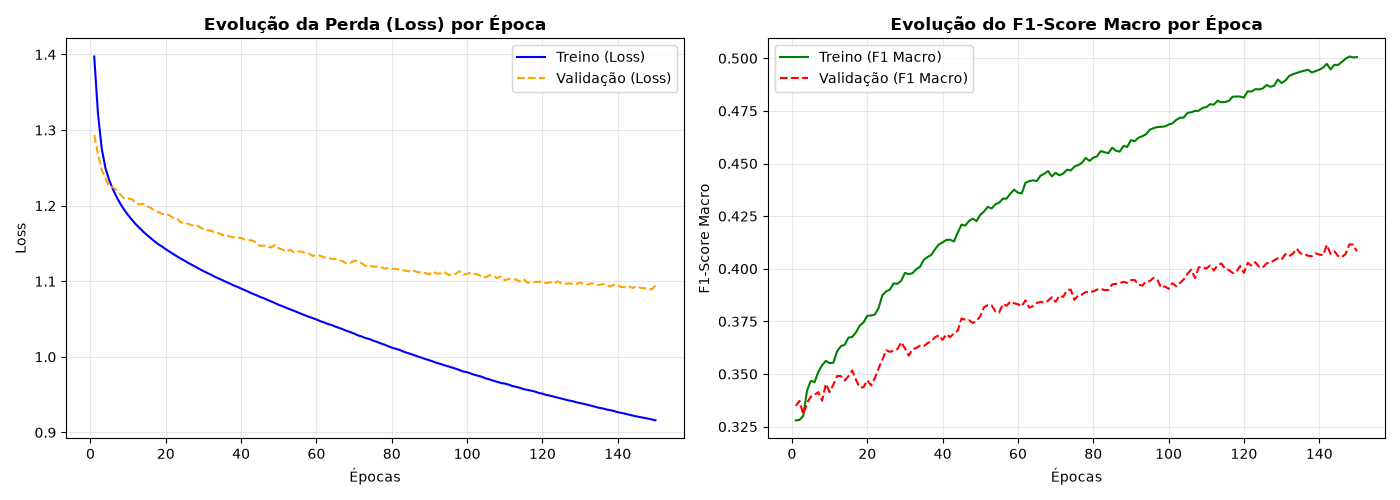 Evolução da Perda (Loss) por Época
1.4
1.3
1.2
1.1
1.0
0.9
Loss
0 20 40 60 80 100 120 140
Épocas
Treino (Loss)
Validação (Loss)
Evolução do F1-Score Macro por Época
0.500
0.475
0.450
0.425
0.400
0.375
0.350
0.325
F1-Score Macro
0 20 40 60 80 100 120 140
Épocas
Treino (F1 Macro)
Validação (F1 Macro)